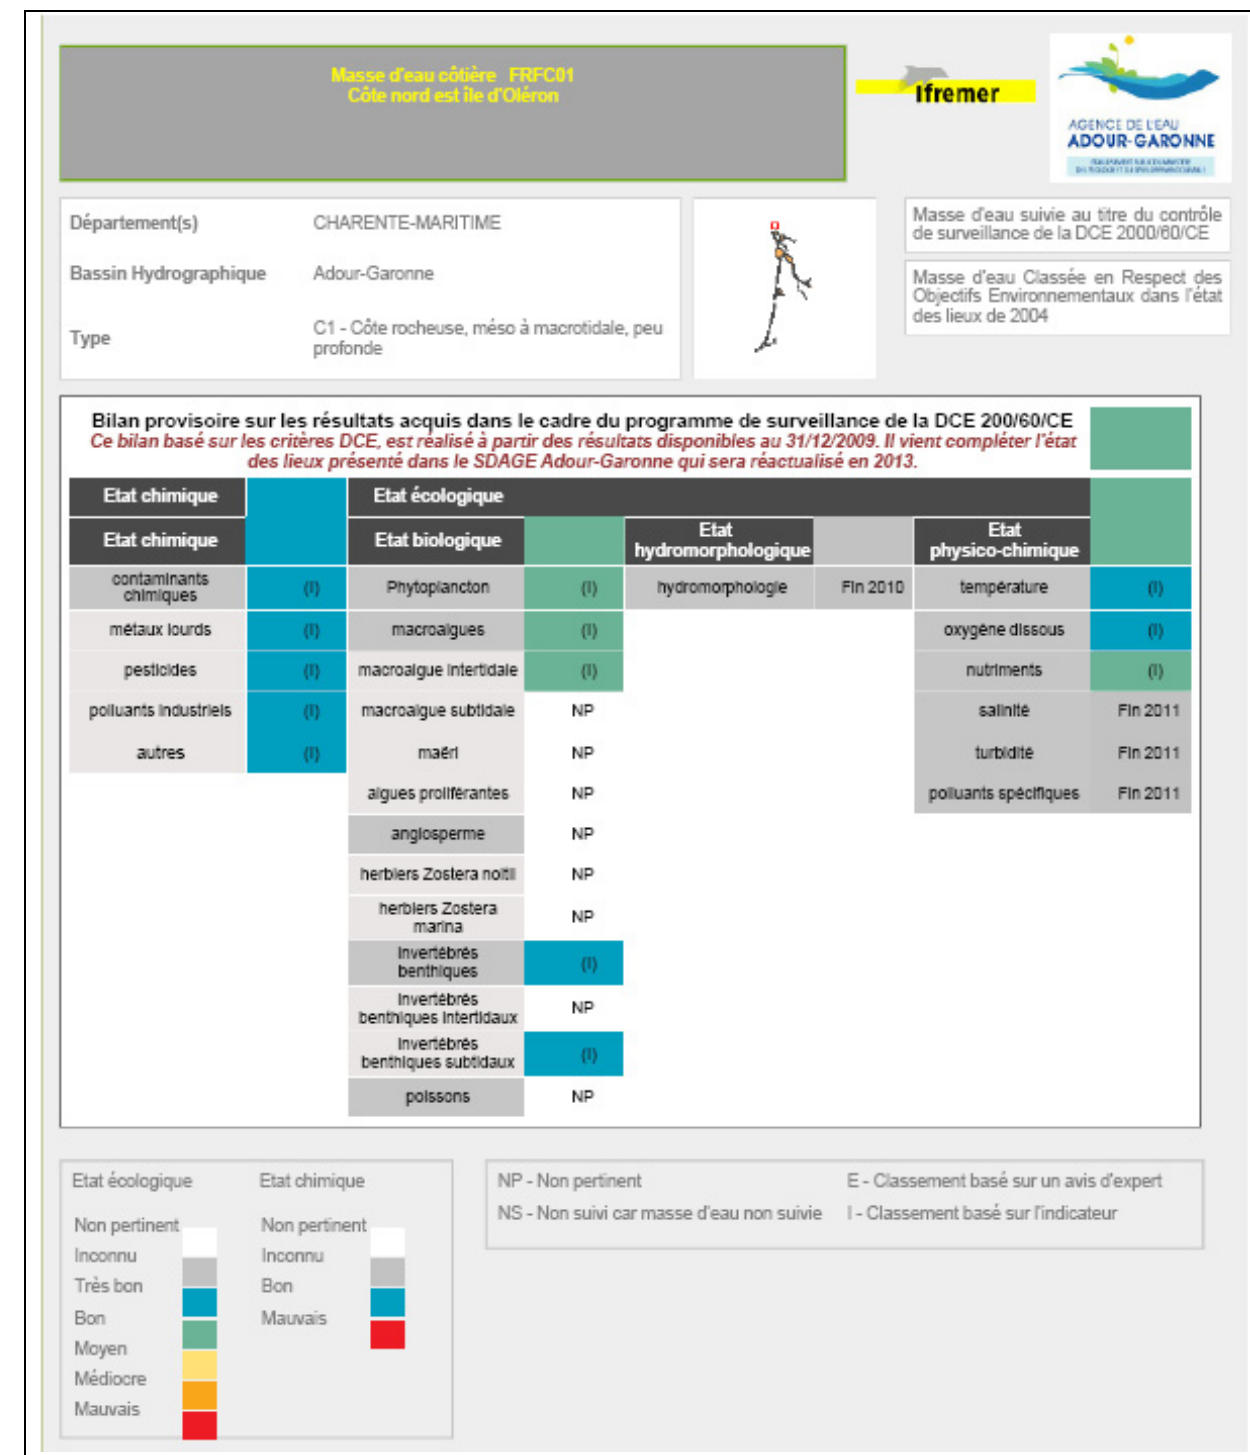 Masse d'eau côtière FRFC01
Côte nord est île d'Oléron
Ifremer
AGENCE DE L'EAU
ADOUR-GARONNE
Département(s) CHARENTE-MARITIME
Bassin Hydrographique Adour-Garonne
Type C1 - Côte rocheuse, méso à macrotidale, peu
profonde
Masse d'eau suivie au titre du contrôle
de surveillance de la DCE 2000/60/CE
Masse d'eau Classée en Respect des
Objectifs Environnementaux dans l'état
des lieux de 2004
Bilan provisoire sur les résultats acquis dans le cadre du programme de surveillance de la DCE 200/60/CE
Ce bilan basé sur les critères DCE, est réalisé à partir des résultats disponibles au 31/12/2009. Il vient compléter l'état
des lieux présenté dans le SDAGE Adour-Garonne qui sera réactualisé en 2013.
Etat chimique Etat écologique
Etat chimique Etat biologique Etat
hydromorphologique Etat
physico-chimique
contaminants
chimiques (I) Phytoplancton (I) hydromorphologie Fin 2010 température (I)
métaux lourds (I) macroalgues (I) oxygène dissous (I)
pesticides (I) macroalgue intertidale (I) nutriments (I)
polluants industriels (I) macroalgue subtidale NP salinité Fin 2011
autres (I) maërl NP turbidité Fin 2011
algues proliférantes NP polluants spécifiques Fin 2011
angiosperme NP
herbiers Zostera noltii NP
herbiers Zostera
marina NP
Invertébrés
benthiques (I)
Invertébrés
benthiques intertidaux NP
Invertébrés
benthiques subtidaux (I)
poissons NP
Etat écologique Etat chimique
Non pertinent Non pertinent
Inconnu Inconnu
Très bon Bon
Bon Mauvais
Moyen
Médiocre
Mauvais
NP - Non pertinent E - Classement basé sur un avis d'expert
NS - Non suivi car masse d'eau non suivie I - Classement basé sur l'indicateur